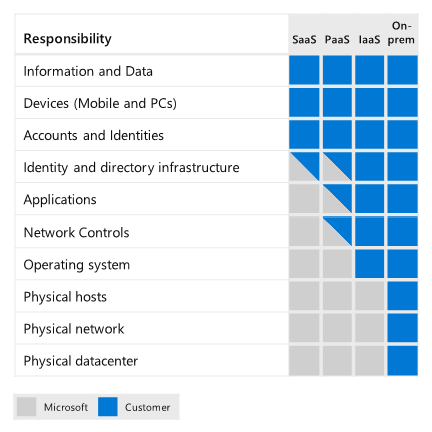 Responsibility
SaaS PaaS IaaS On-
prem
Information and Data
Devices (Mobile and PCs)
Accounts and Identities
Identity and directory infrastructure
Applications
Network Controls
Operating system
Physical hosts
Physical network
Physical datacenter
Microsoft Customer